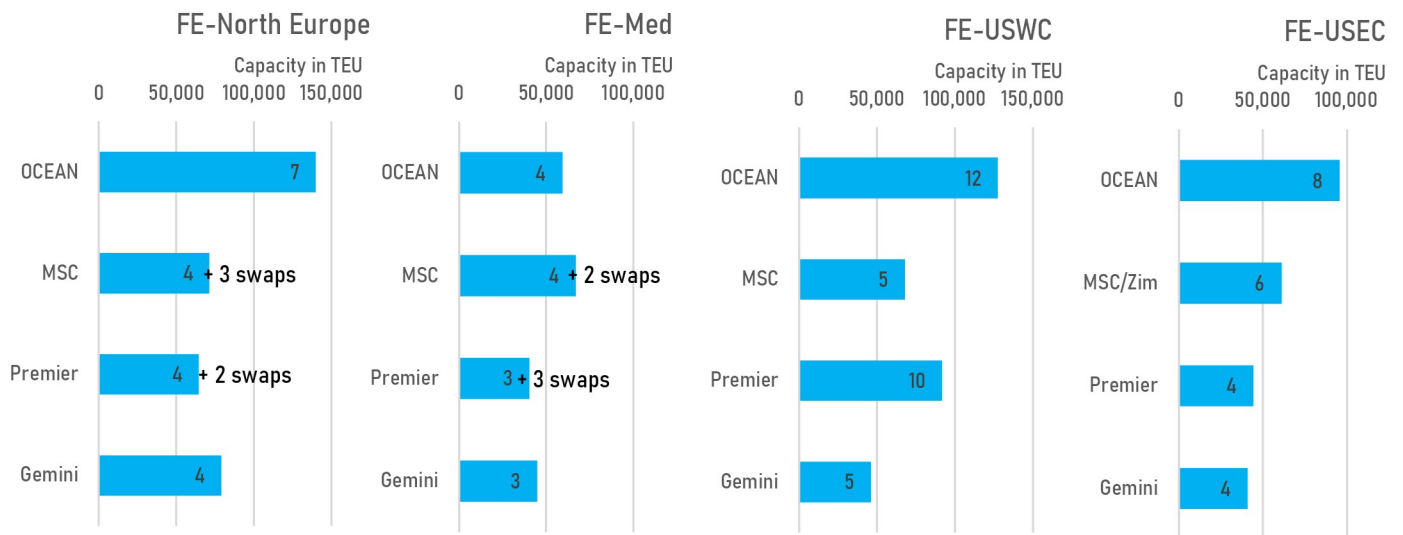 FE-North Europe
Capacity in TEU
0 50,000 100,000 150,000
OCEAN 7
MSC 4 + 3 swaps
Premier 4 + 2 swaps
Gemini 4
FE-Med
Capacity in TEU
0 50,000 100,000
OCEAN 4
MSC 4 + 2 swaps
Premier 3 + 3 swaps
Gemini 3
FE-USWC
Capacity in TEU
0 50,000 100,000 150,000
OCEAN 12
MSC 5
Premier 10
Gemini 5
FE-USEC
Capacity in TEU
0 50,000 100,000
OCEAN 8
MSC/Zim 6
Premier 4
Gemini 4